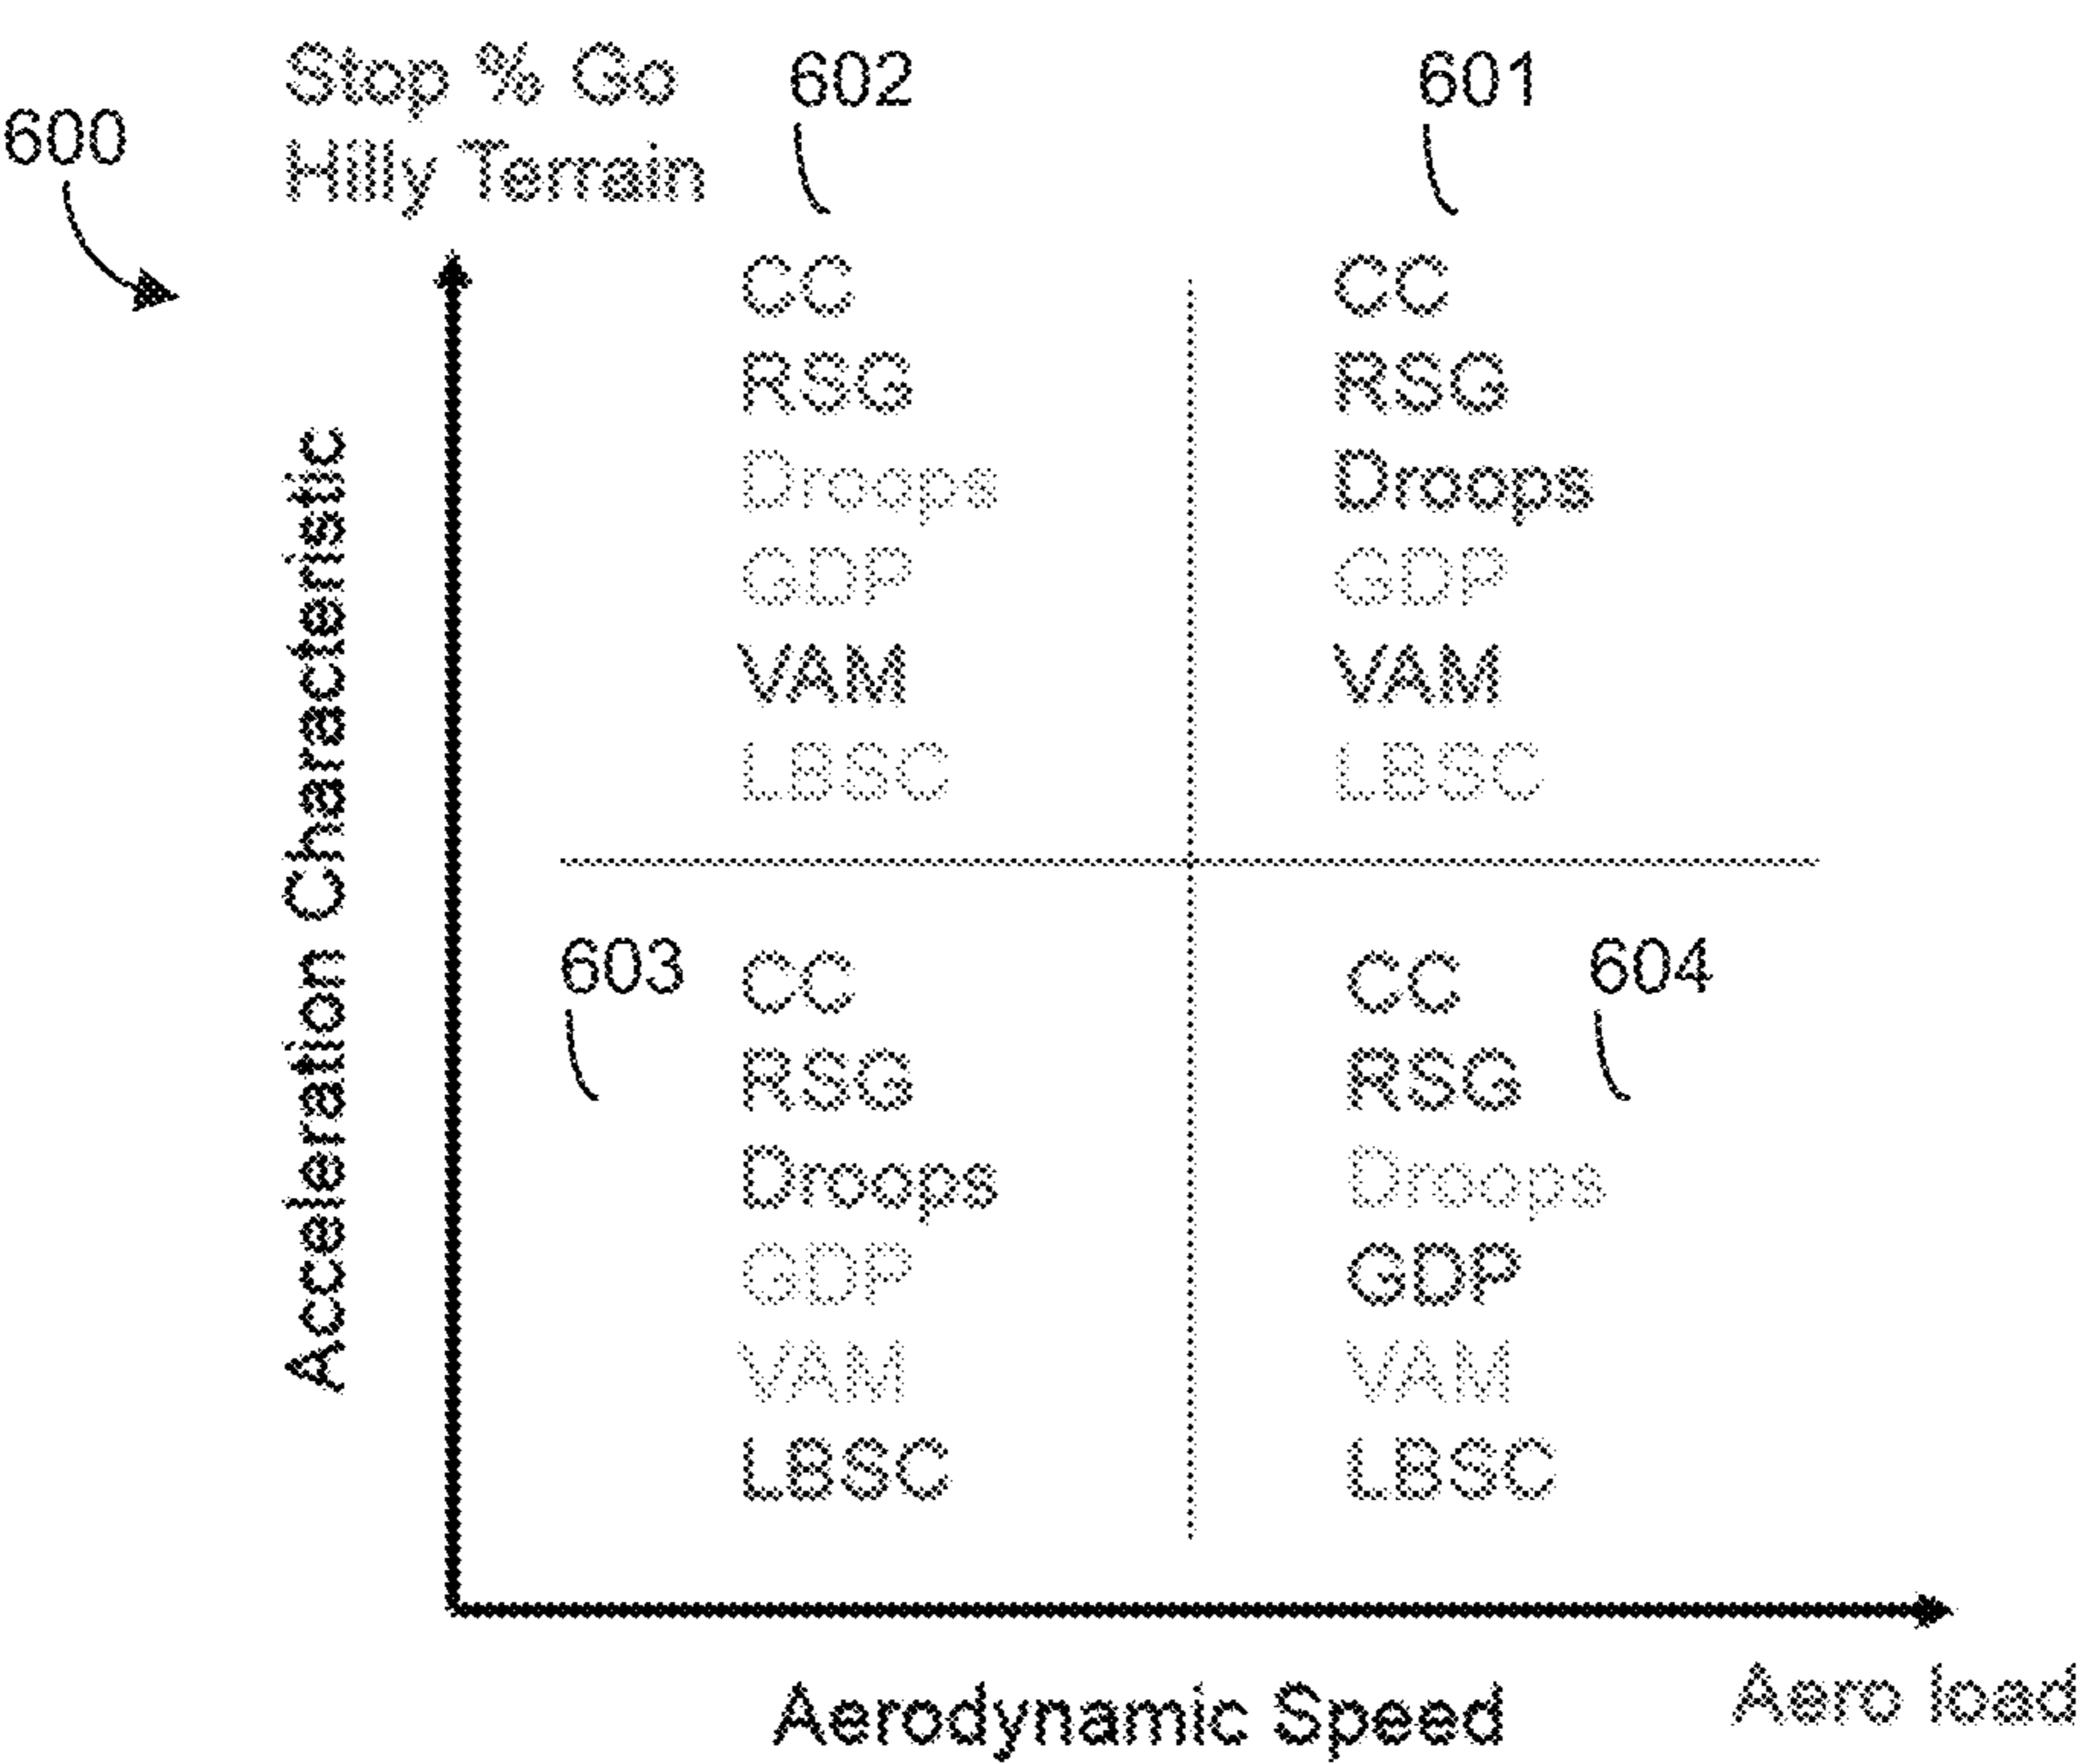 600
Stop % Go
Hilly Terrain
602
601
CC
RSG
Droops
GDP
VAM
LBSC
CC
RSG
Droops
GDP
VAM
LBSC
Acceleration Characteristic
603
CC
RSG
Droops
GDP
VAM
LBSC
604
CC
RSG
Droops
GDP
VAM
LBSC
Aerodynamic Speed
Aero load